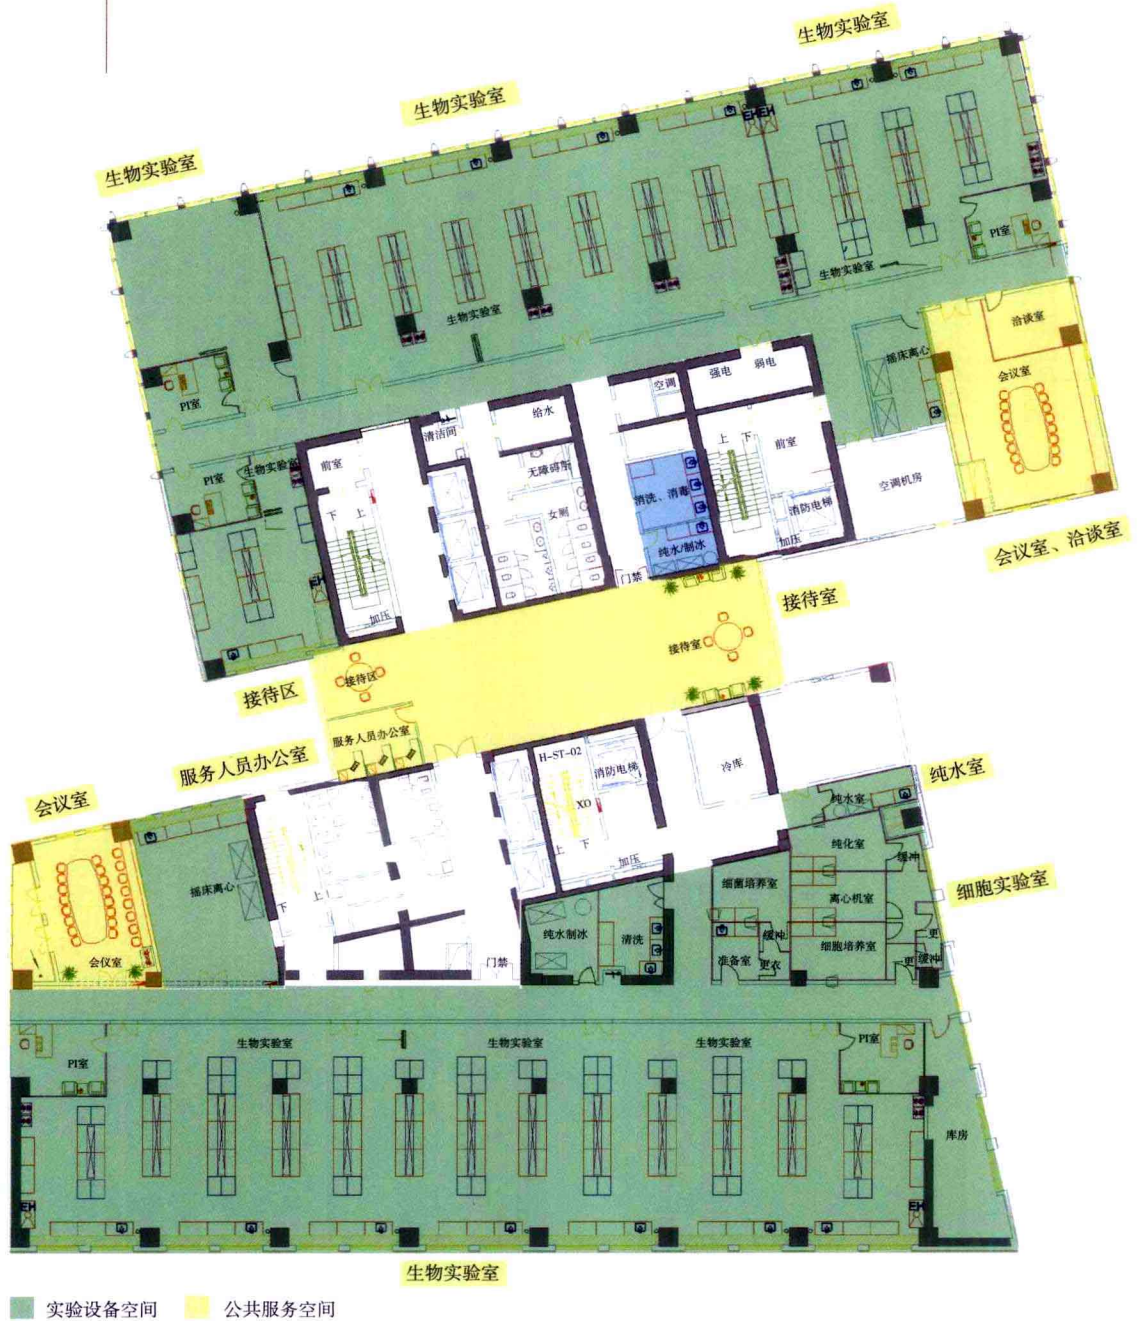 生物实验室
生物实验室
生物实验室
PI室
生物实验室
生物实验室
洽谈室
摇床离心
会议室
PI室
强电
弱电
空调
给水
清洁间
生物实验室
PI室
前室
无障碍厕
上 下
前室
空调机房
消洗、消毒
下 上
女厕
消防电梯
纯水/制冰
加压
会议室、洽谈室
门禁
加压
接待室
接待室
接待区
接待区
服务人员办公室
服务人员办公室
H-ST-02
消防电梯
冷库
纯水室
会议室
XO
纯水室
上 下
加压
纯化室
缓冲
摇床离心
细菌培养室
细胞实验室
上
下
离心机室
纯水制冰
清洗
缓冲
细胞培养室
更
会仪室
门禁
准备室
更衣
更
缓冲
生物实验室
生物实验室
生物实验室
PI室
PI室
库房
EH
EH
生物实验室
实验设备空间
公共服务空间